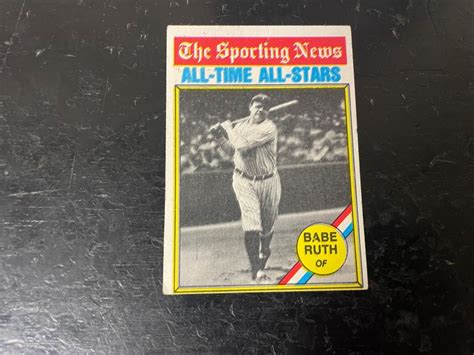 The Sporting News
ALL-TIME ALL-STARS
BABE
RUTH
OF